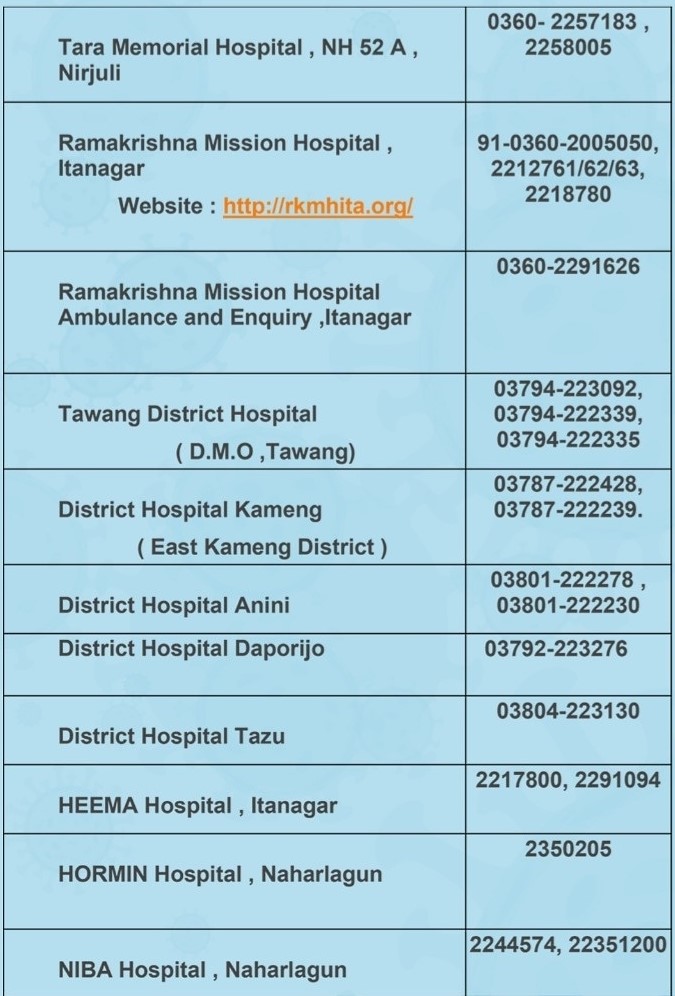 Tara Memorial Hospital , NH 52 A ,
Nirjuli
0360- 2257183 ,
2258005
Ramakrishna Mission Hospital ,
Itanagar
Website : http://rkmhita.org/
91-0360-2005050,
2212761/62/63,
2218780
Ramakrishna Mission Hospital
Ambulance and Enquiry ,Itanagar
0360-2291626
Tawang District Hospital
( D.M.O ,Tawang)
03794-223092,
03794-222339,
03794-222335
District Hospital Kameng
( East Kameng District )
03787-222428,
03787-222239.
District Hospital Anini
03801-222278 ,
03801-222230
District Hospital Daporijo
03792-223276
District Hospital Tazu
03804-223130
HEEMA Hospital , Itanagar
2217800, 2291094
HORMIN Hospital , Naharlagun
2350205
NIBA Hospital , Naharlagun
2244574, 22351200